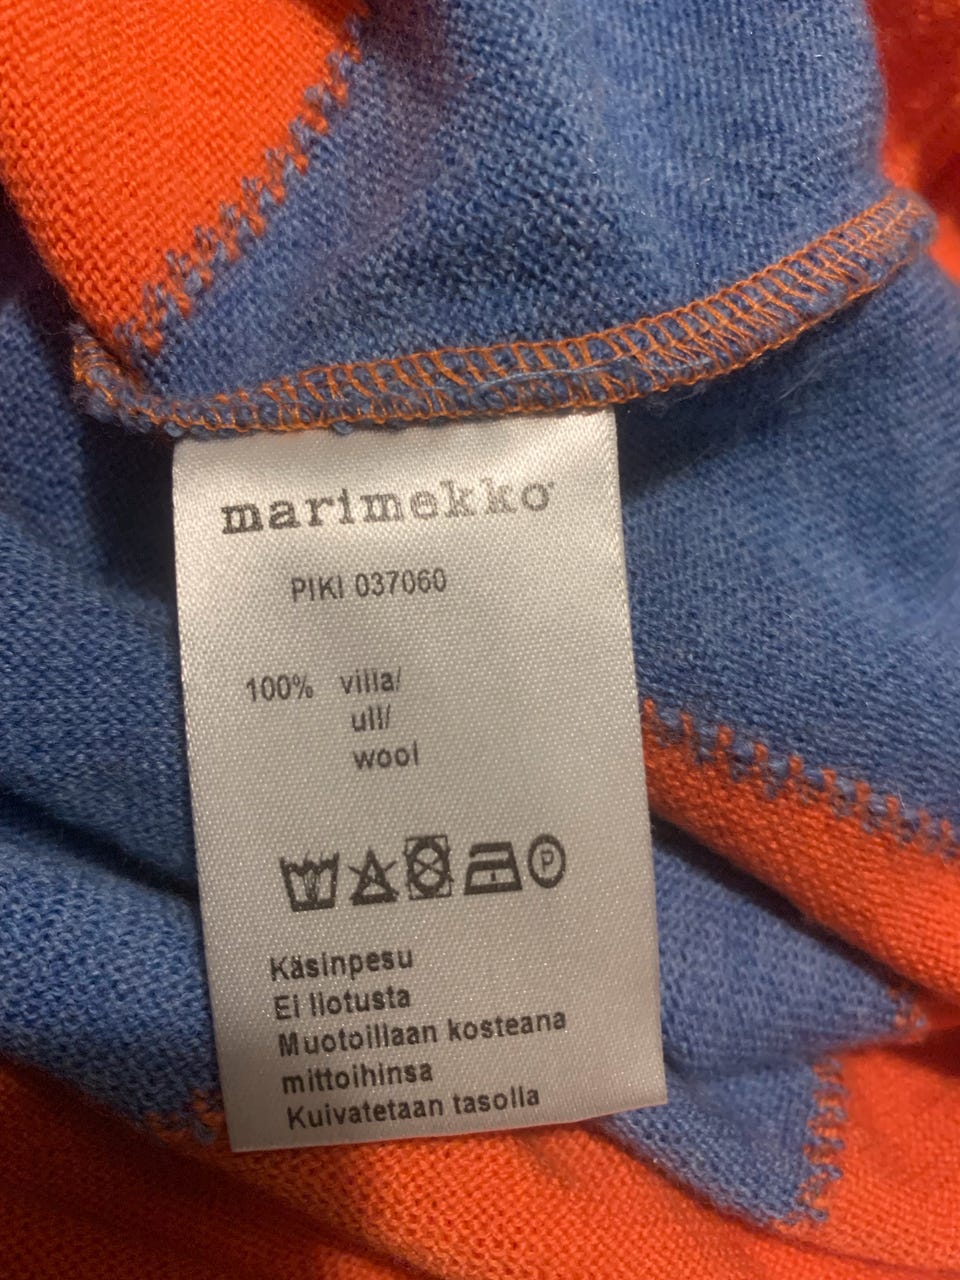 marimekko
PIKI 037060
100% villa/
ull/
wool
P
Käsinpesu
Ei liotusta
Muotoillaan kosteana
mittoihinsa
Kuivatetaan tasolla